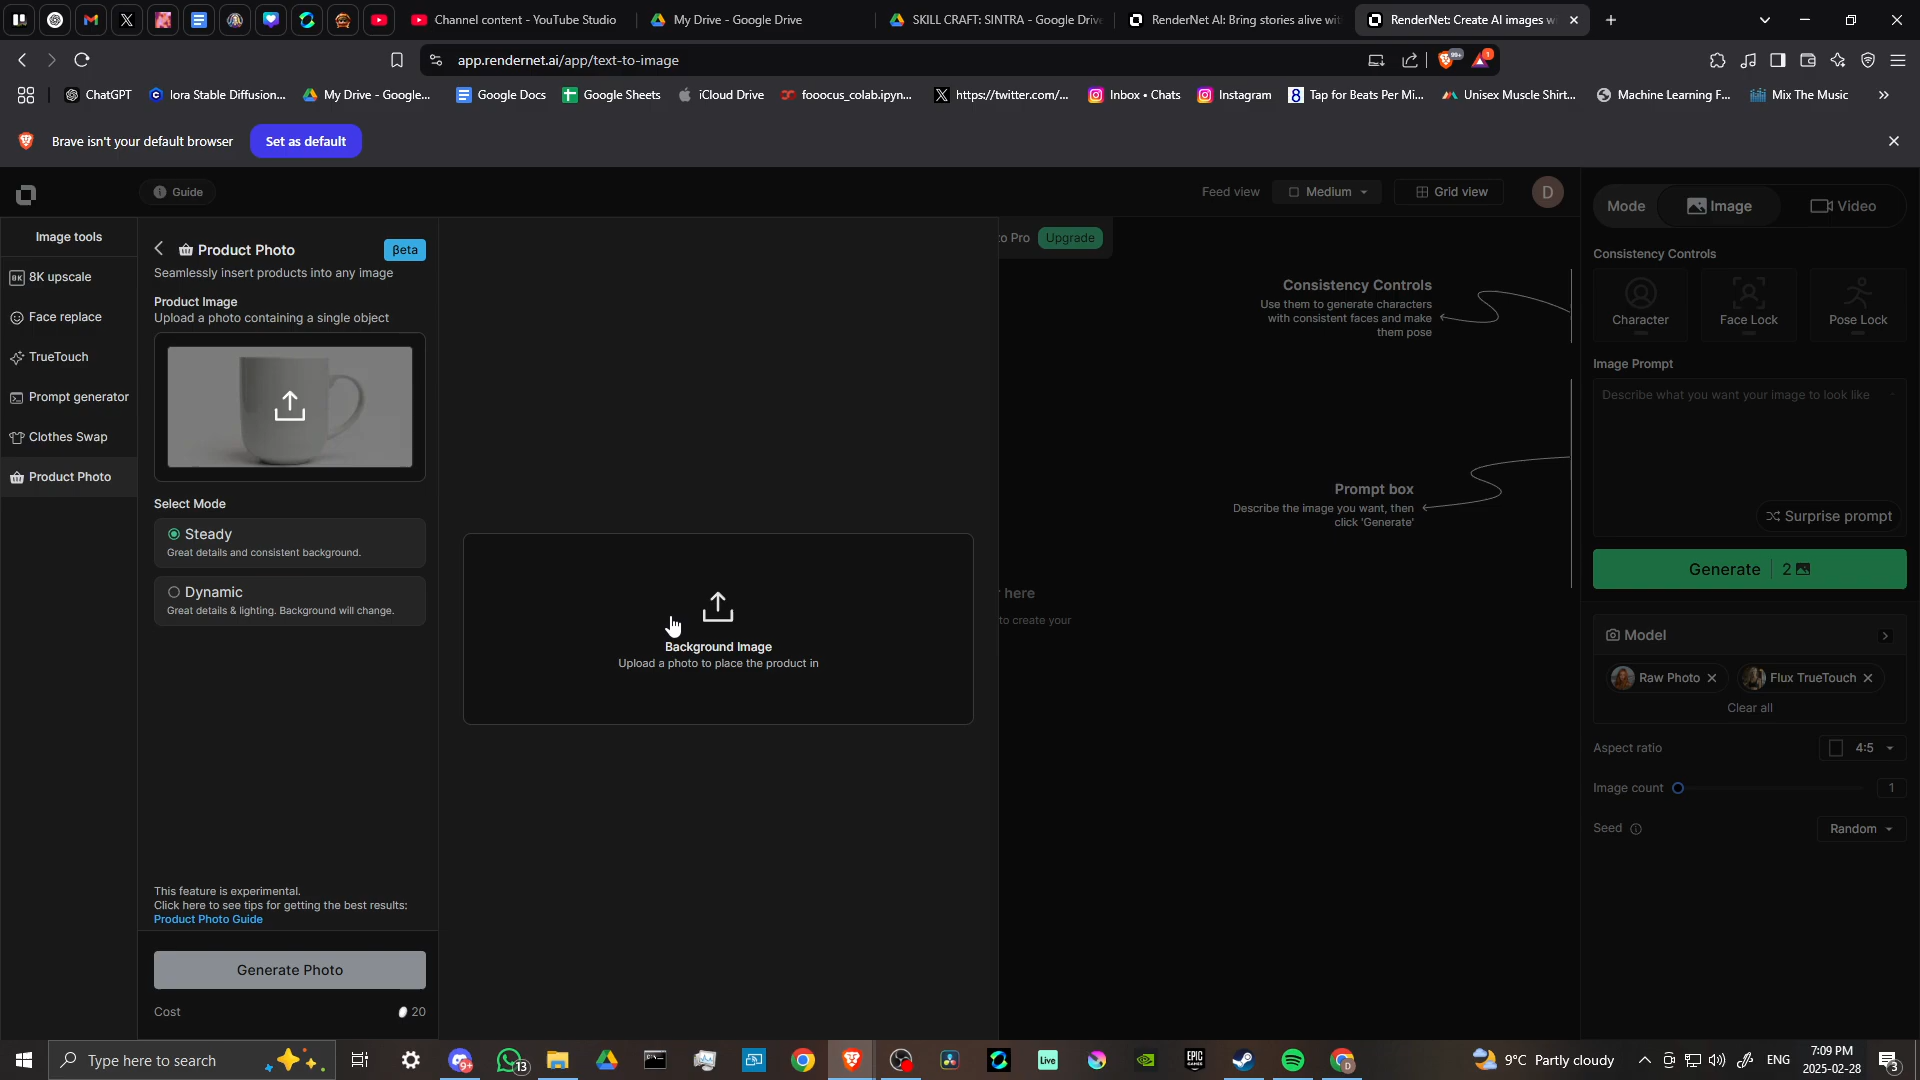 Channel content - YouTube Studio
My Drive - Google Drive
SKILL CRAFT: SINTRA - Google Driv
RenderNet AI: Bring stories alive wit
RenderNet: Create AI images w
app.rendernet.ai/app/text-to-image
99+
1
ChatGPT
lora Stable Diffusion...
My Drive - Google...
Google Docs
Google Sheets
iCloud Drive
fooocus_colab.ipyn...
https://twitter.com/...
Inbox • Chats
Instagram
Tap for Beats Per Mi...
Unisex Muscle Shirt...
Machine Learning F...
Mix The Music
Brave isn't your default browser
Set as default
Guide
Feed view
Medium
Grid view
D
Mode
Image
Video
Image tools
8K upscale
Face replace
TrueTouch
Prompt generator
Clothes Swap
Product Photo
Product Photo
βeta
Seamlessly insert products into any image
Product Image
Upload a photo containing a single object
Select Mode
Steady
Great details and consistent background.
Dynamic
Great details & lighting. Background will change.
This feature is experimental.
Click here to see tips for getting the best results:
Product Photo Guide
Generate Photo
Cost
20
Background Image
Upload a photo to place the product in
to Pro
Upgrade
Consistency Controls
Use them to generate characters
with consistent faces and make
them pose
Prompt box
Describe the image you want, then
click 'Generate'
here
to create your
Consistency Controls
Character
Face Lock
Pose Lock
Image Prompt
Describe what you want your image to look like
Surprise prompt
Generate
2
Model
Raw Photo
Flux TrueTouch
Clear all
Aspect ratio
4:5
Image count
1
Seed
Random
Type here to search
9+
13
Live
EPIC
GAMES
9°C Partly cloudy
ENG
7:09 PM
2025-02-28
3